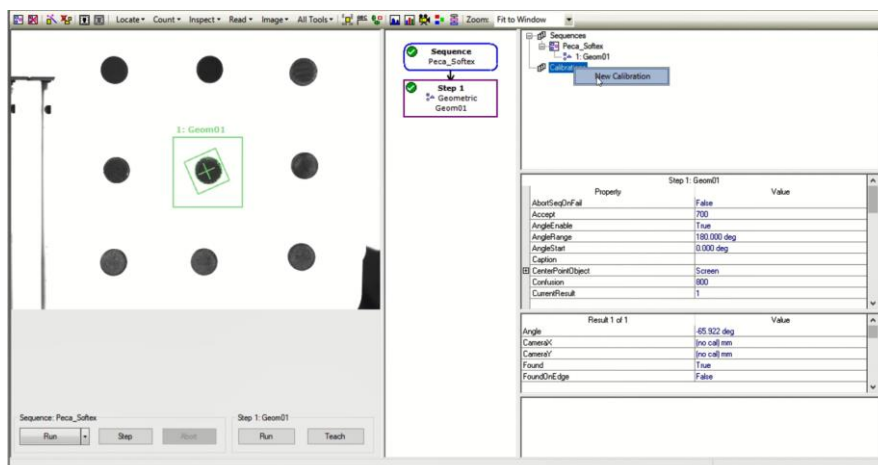 Locate Count Inspect Read Image All Tools Zoom: Fit to Window
1: Geom01
Sequence: Peca_Softex
Run Step
Step 1: Geom01
Run Teach
Sequence
Peca_Softex
Step 1
Geometric
Geom01
Sequences
Peca_Softex
1: Geom01
New Calibration
Step 1: Geom01
Property Value
AbortSeqOnFail False
Accept 700
AngleEnable True
AngleRange 180.000 deg
AngleStart 0.000 deg
Caption
CenterPointObject Screen
Confusion 800
CurrentResult 1
Result 1 of 1 Value
Angle -65.922 deg
CameraX (no cal) mm
CameraY (no cal) mm
Found True
FoundOnEdge False